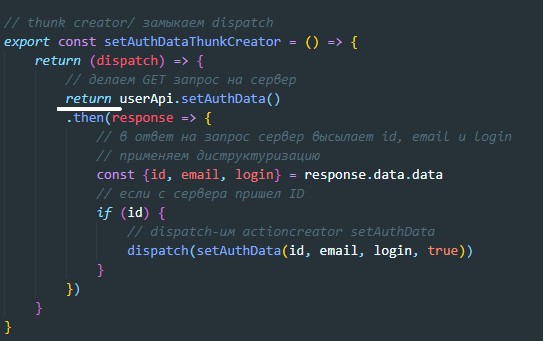 // thunk creator/ замыкаем dispatch
export const setAuthDataThunkCreator = () => {
return (dispatch) => {
// делаем GET запрос на сервер
return userApi.setAuthData()
.then(response => {
// в ответ на запрос сервер высылает id, email и login
// применяем диструктуризацию
const {id, email, login} = response.data.data
// если с сервера пришел ID
if (id) {
// dispatch-им actioncreator setAuthData
dispatch(setAuthData(id, email, login, true))
}
})
}
}